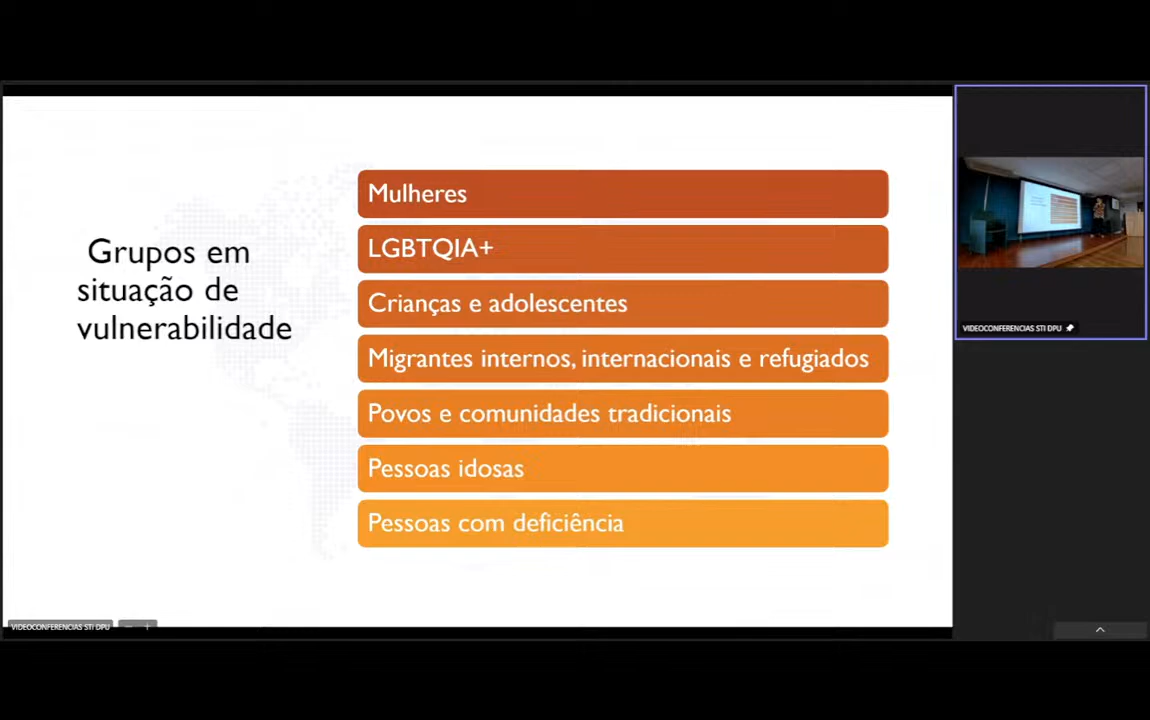 Grupos em
situação de
vulnerabilidade
Mulheres
LGBTQIA+
Crianças e adolescentes
Migrantes internos, internacionais e refugiados
Povos e comunidades tradicionais
Pessoas idosas
Pessoas com deficiência
VIDEOCONFERENCIAS STI DPU
VIDEOCONFERENCIAS STI DPU